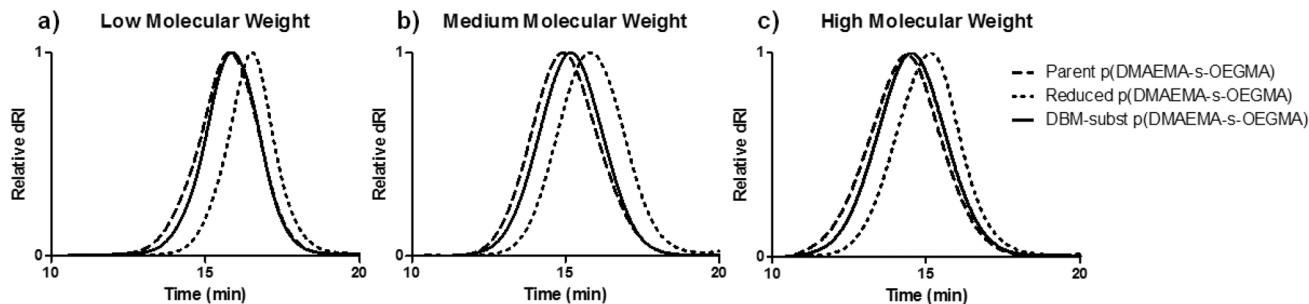 a) Low Molecular Weight
Relative dRI
1
0
10 15 20
Time (min)
b) Medium Molecular Weight
Relative dRI
1
0
10 15 20
Time (min)
c) High Molecular Weight
Relative dRI
1
0
10 15 20
Time (min)
Parent p(DMAEMA-s-OEGMA)
Reduced p(DMAEMA-s-OEGMA)
DBM-subst p(DMAEMA-s-OEGMA)